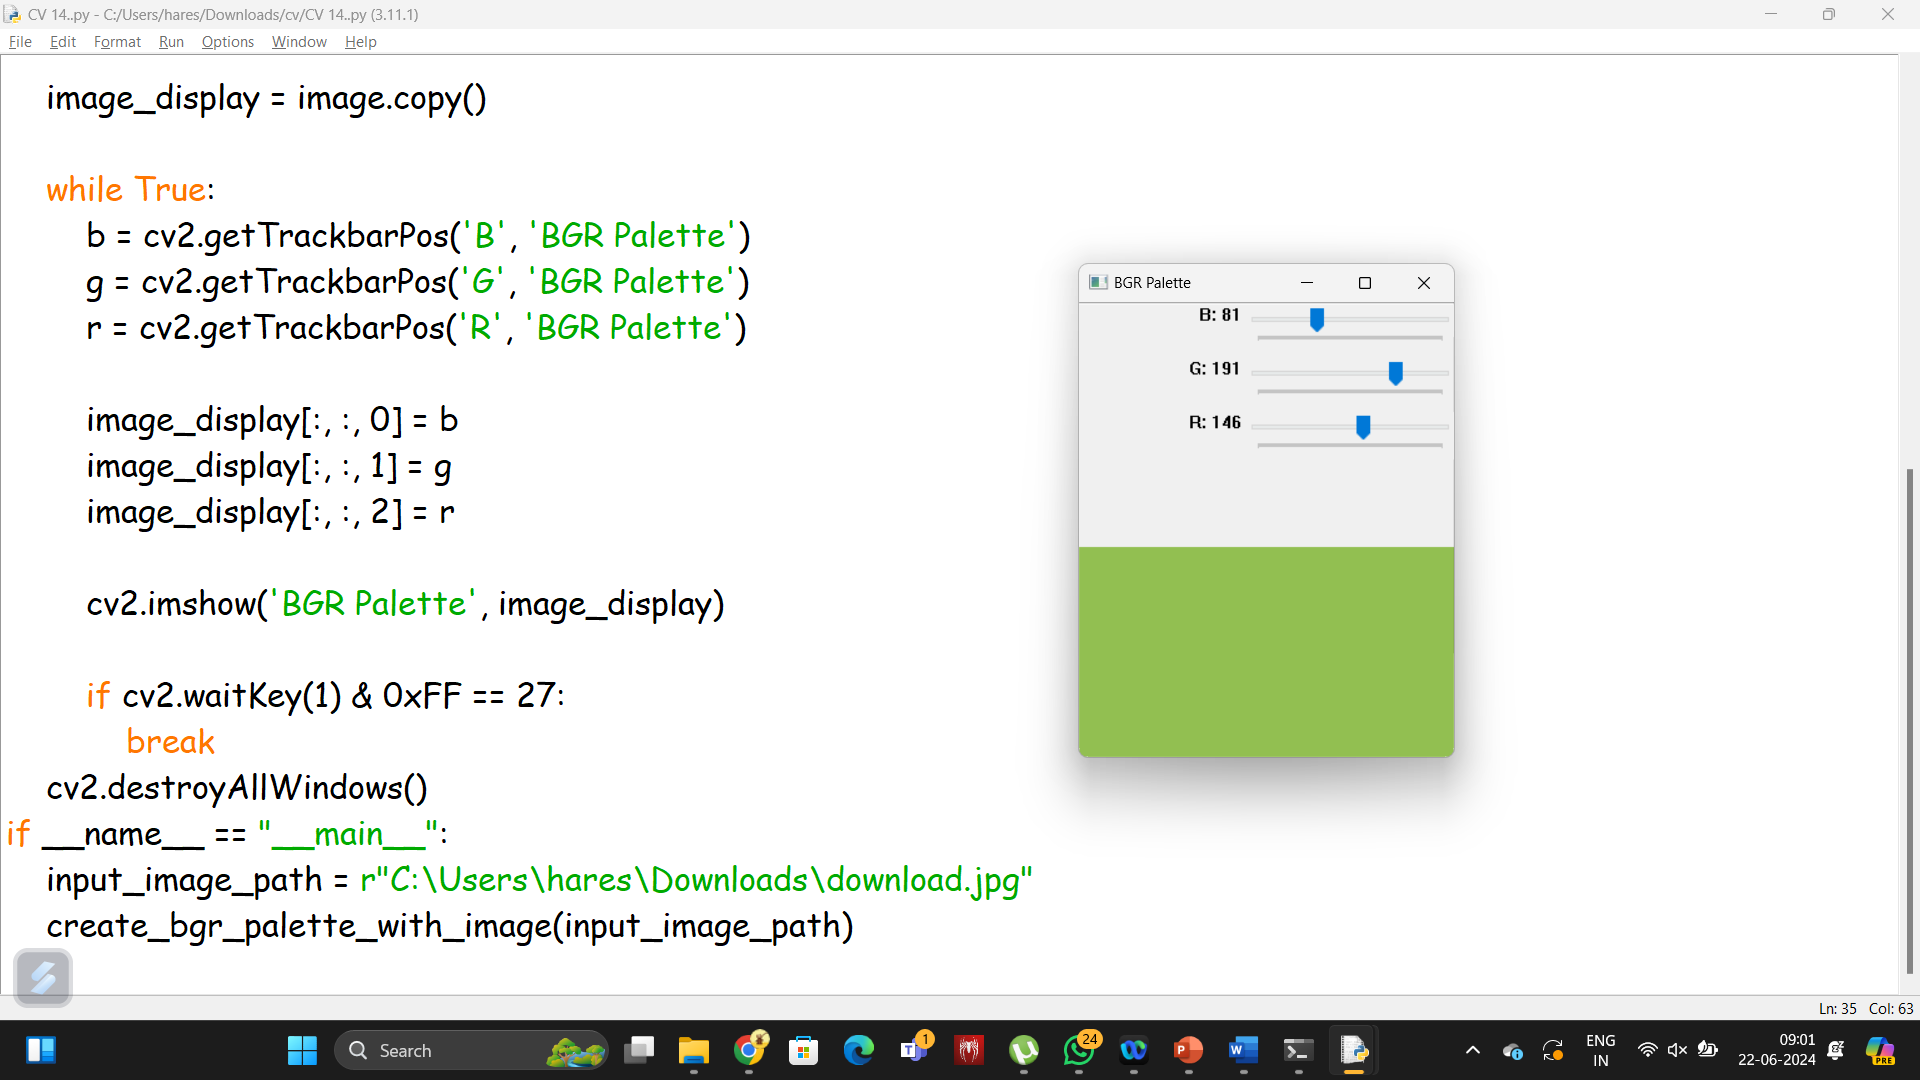 CV 14..py - C:/Users/hares/Downloads/cv/CV 14..py (3.11.1)
File Edit Format Run Options Window Help
image_display = image.copy()
while True:
b = cv2.getTrackbarPos('B', 'BGR Palette')
g = cv2.getTrackbarPos('G', 'BGR Palette')
r = cv2.getTrackbarPos('R', 'BGR Palette')
image_display[:, :, 0] = b
image_display[:, :, 1] = g
image_display[:, :, 2] = r
cv2.imshow('BGR Palette', image_display)
if cv2.waitKey(1) & 0xFF == 27:
break
cv2.destroyAllWindows()
if __name__ == "__main__":
input_image_path = r"C:\Users\hares\Downloads\download.jpg"
create_bgr_palette_with_image(input_image_path)
BGR Palette
B: 81
G: 191
R: 146
Ln: 35 Col: 63
Search
1
24
ENG
IN
09:01
22-06-2024
PRE